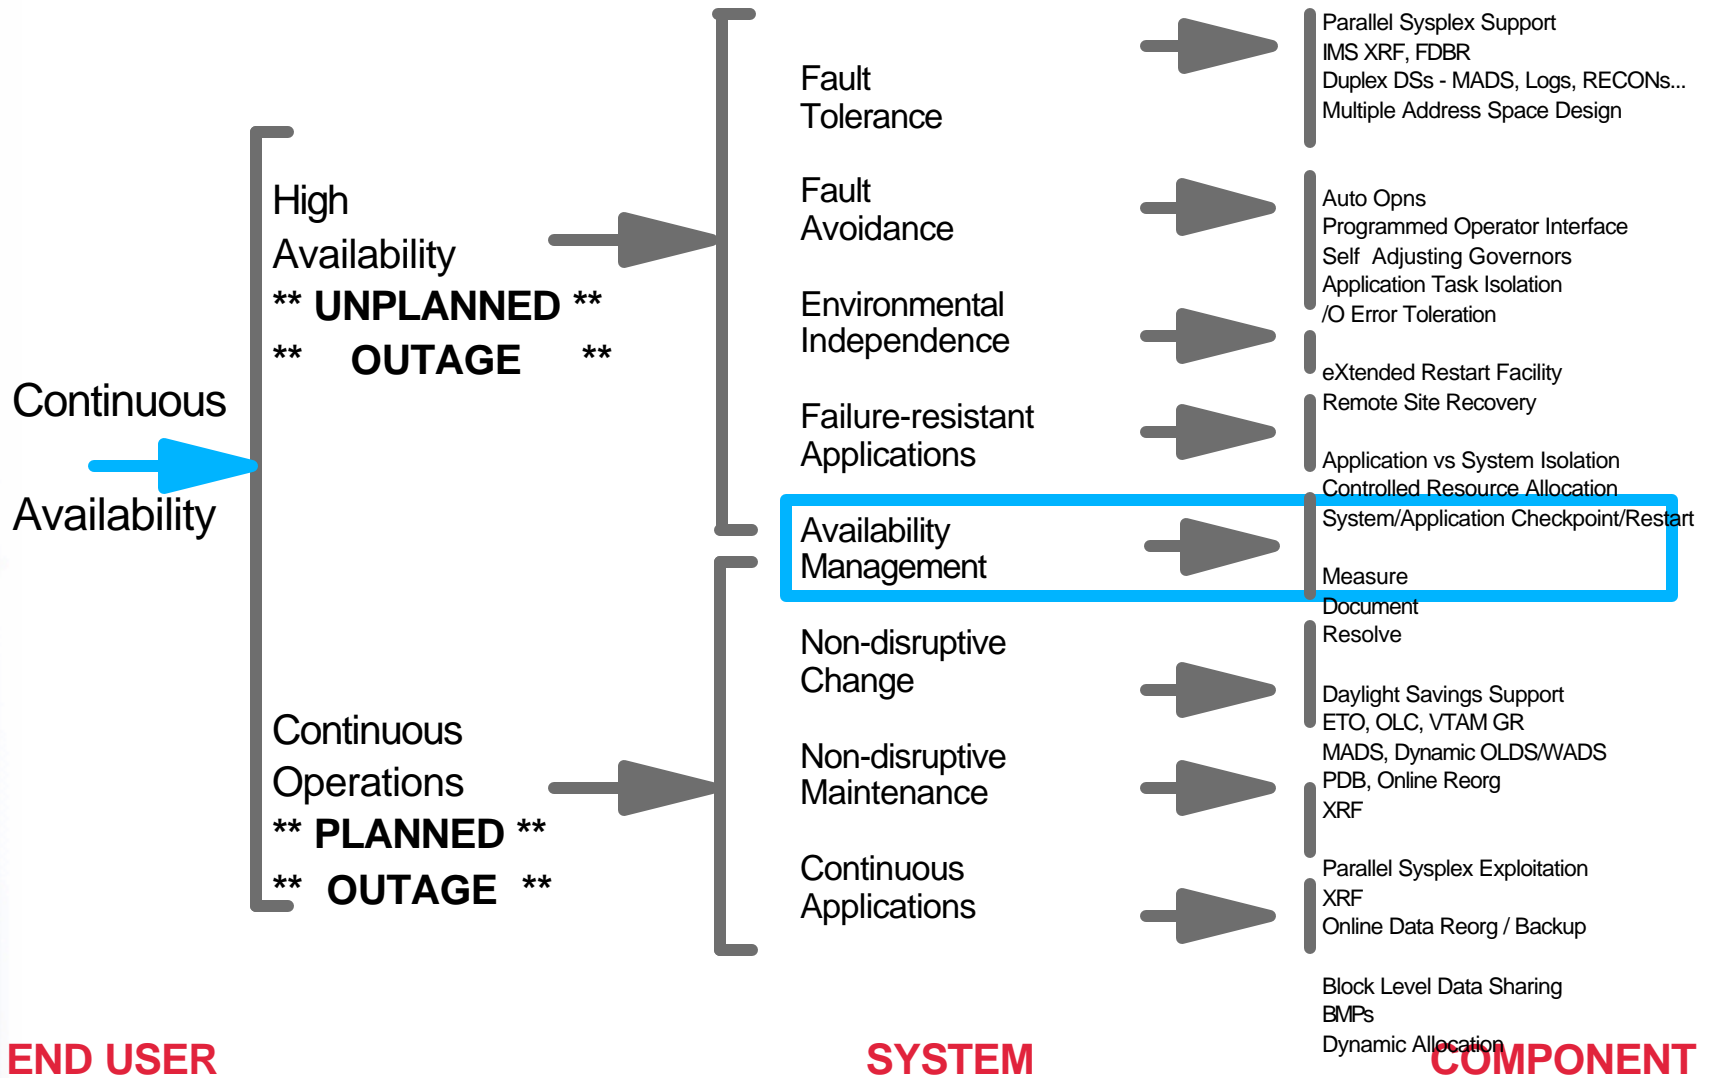 Continuous
Availability
High
Availability
** UNPLANNED **
** OUTAGE **
Continuous
Operations
** PLANNED **
** OUTAGE **
Fault
Tolerance
Fault
Avoidance
Environmental
Independence
Failure-resistant
Applications
Availability
Management
Non-disruptive
Change
Non-disruptive
Maintenance
Continuous
Applications
Parallel Sysplex Support
IMS XRF, FDBR
Duplex DSs - MADS, Logs, RECONs...
Multiple Address Space Design
Auto Opns
Programmed Operator Interface
Self Adjusting Governors
Application Task Isolation
/O Error Toleration
eXtended Restart Facility
Remote Site Recovery
Application vs System Isolation
Controlled Resource Allocation
System/Application Checkpoint/Restart
Measure
Document
Resolve
Daylight Savings Support
ETO, OLC, VTAM GR
MADS, Dynamic OLDS/WADS
PDB, Online Reorg
XRF
Parallel Sysplex Exploitation
XRF
Online Data Reorg / Backup
Block Level Data Sharing
BMPs
Dynamic Allocation
END USER
SYSTEM
COMPONENT